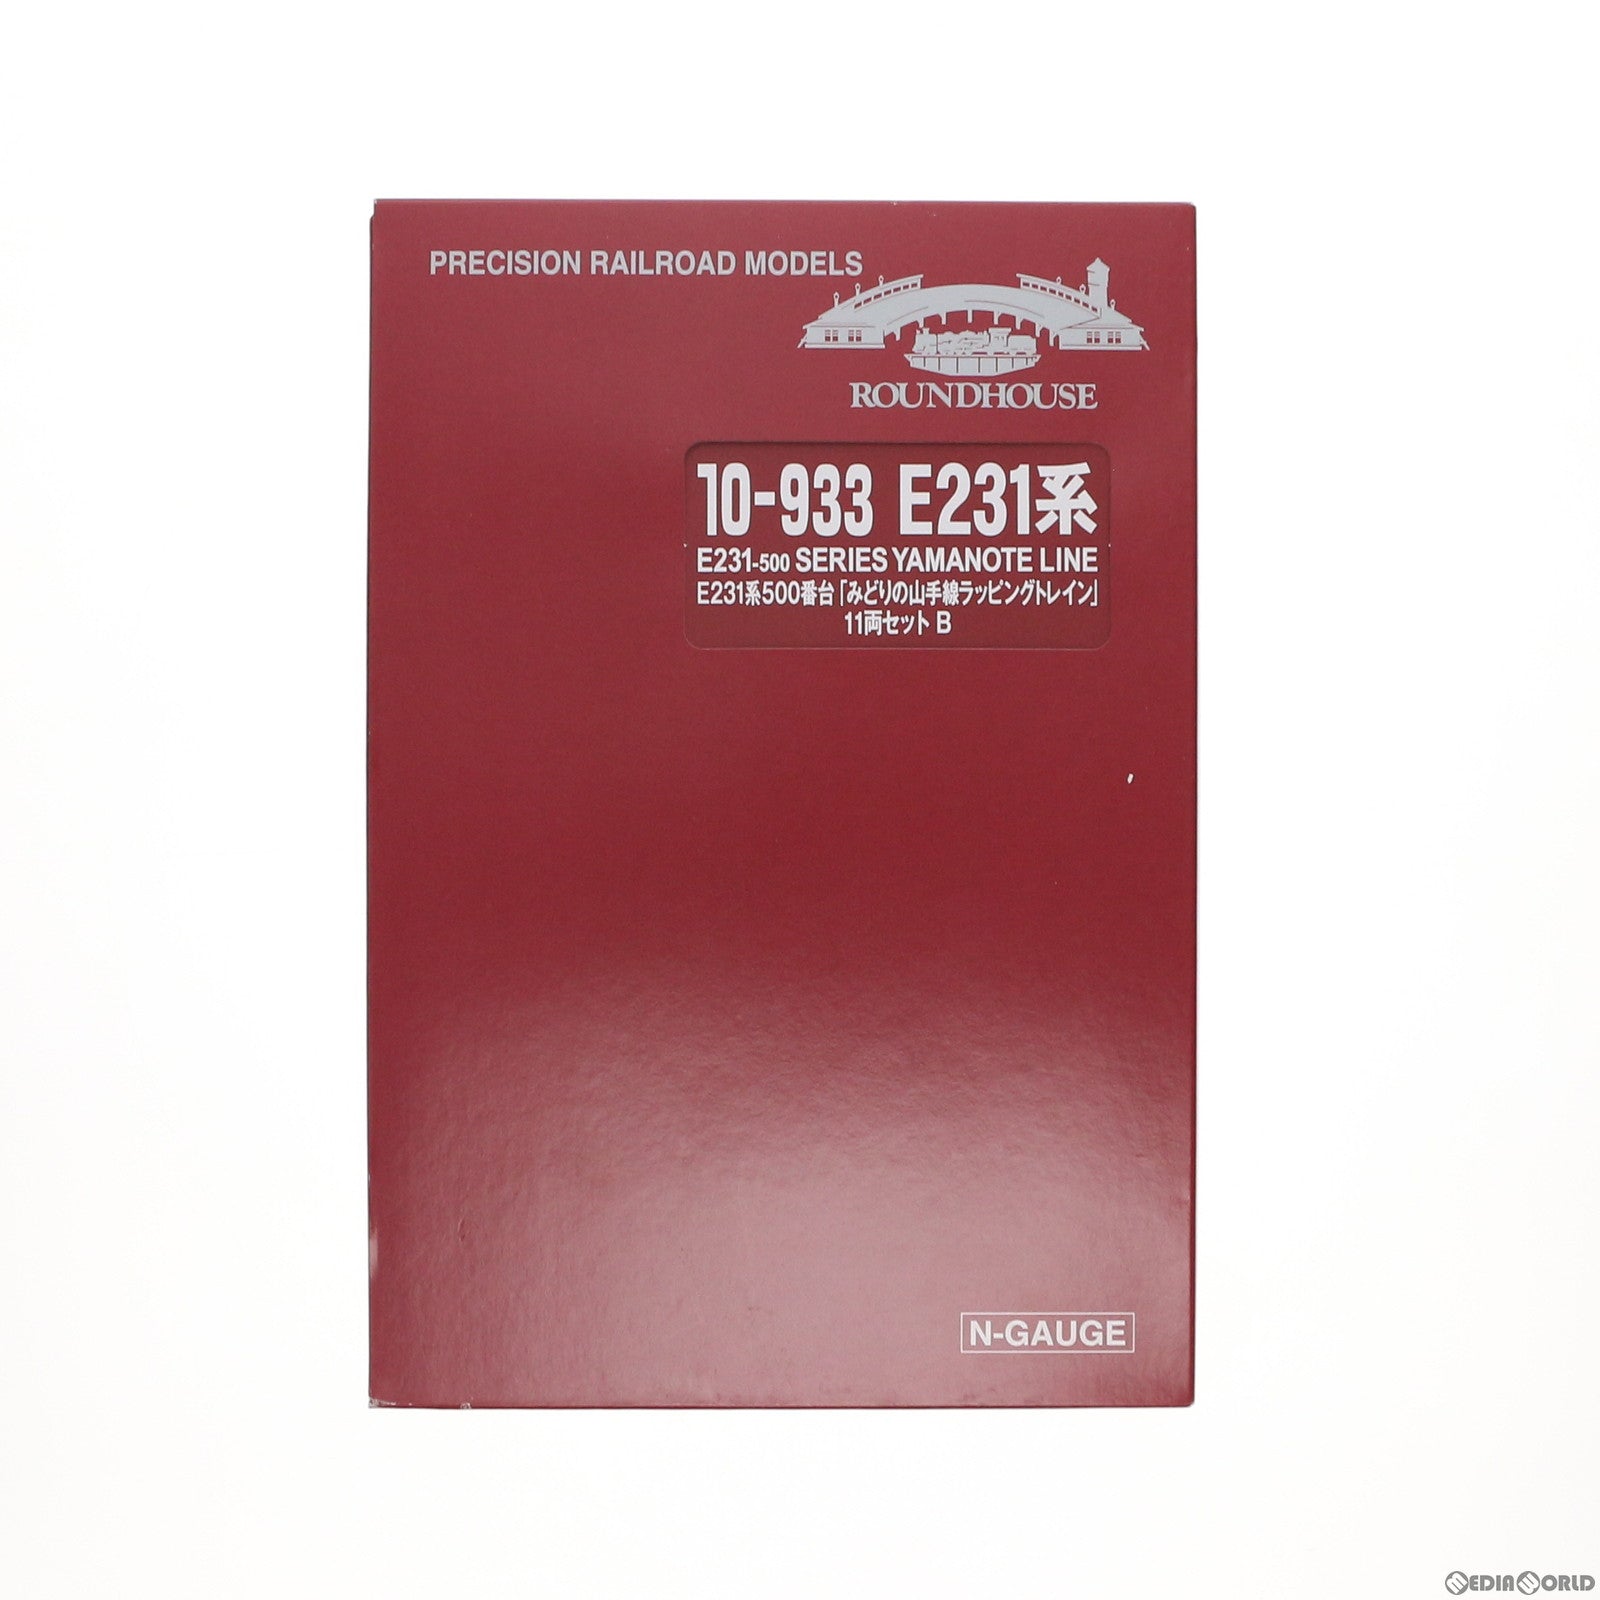 PRECISION RAILROAD MODELS
ROUNDHOUSE
10-933 E231系
E231-500 SERIES YAMANOTE LINE
E231系500番台「みどりの山手線ラッピングトレイン」
11両セット B
N-GAUGE
MEDIAWORLD